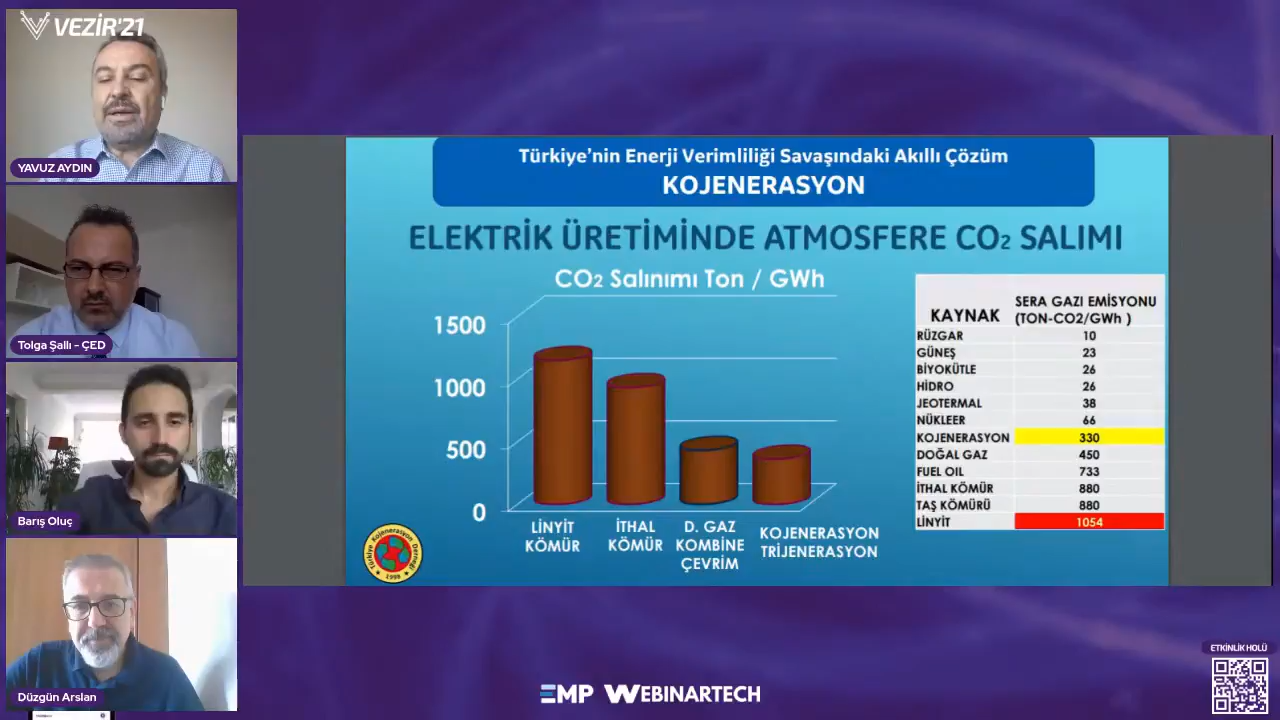 VEZİR'21
YAVUZ AYDIN
Tolga Şallı - ÇED
Barış Oluç
Düzgün Arslan
Türkiye'nin Enerji Verimliliği Savaşındaki Akıllı Çözüm
KOJENERASYON
ELEKTRİK ÜRETİMİNDE ATMOSFERE CO2 SALIMI
CO2 Salınımı Ton / GWh
1500
1000
500
0
LİNYİT KÖMÜR
İTHAL KÖMÜR
D. GAZ KOMBİNE ÇEVRİM
KOJENERASYON TRİJENERASYON
Türkiye Kojenerasyon Derneği
1998
KAYNAK SERA GAZI EMİSYONU (TON-CO2/GWh )
RÜZGAR 10
GÜNEŞ 23
BİYOKÜTLE 26
HİDRO 26
JEOTERMAL 38
NÜKLEER 66
KOJENERASYON 330
DOĞAL GAZ 450
FUEL OIL 733
İTHAL KÖMÜR 880
TAŞ KÖMÜRÜ 880
LİNYİT 1054
EMP WEBINARTECH
ETKİNLİK HOLÜ